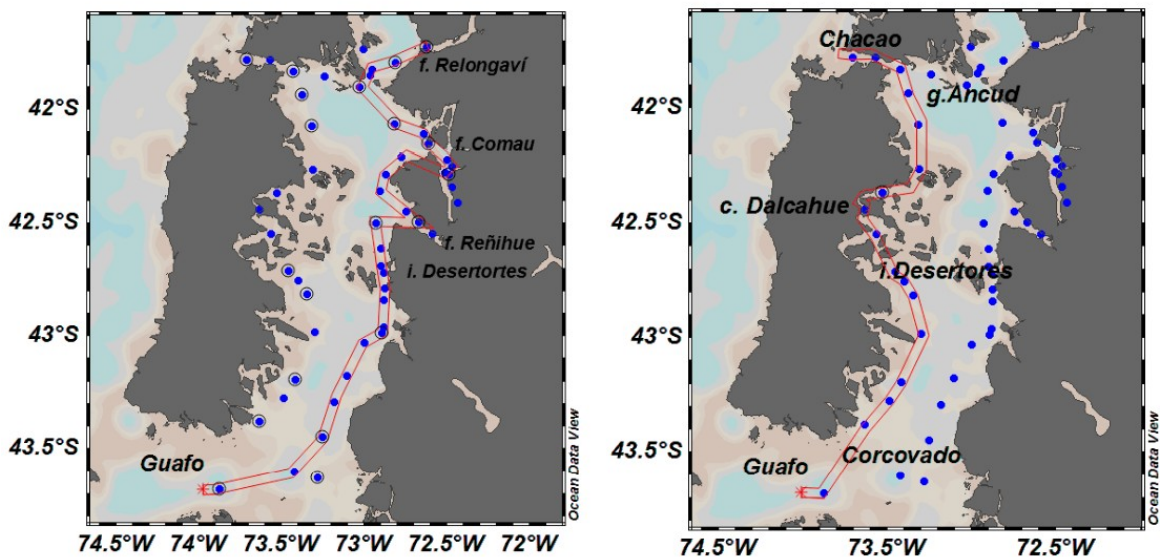 f. Relongaví
42°S
f. Comau
42.5°S
f. Reñihue
i. Desertortes
43°S
43.5°S
Guafo
Ocean Data View
74.5°W 74°W 73.5°W 73°W 72.5°W 72°W
Chacao
42°S
g.Ancud
42.5°S
c. Dalcahue
i.Desertores
43°S
43.5°S
Corcovado
Guafo
Ocean Data View
74.5°W 73.5°W 72.5°W